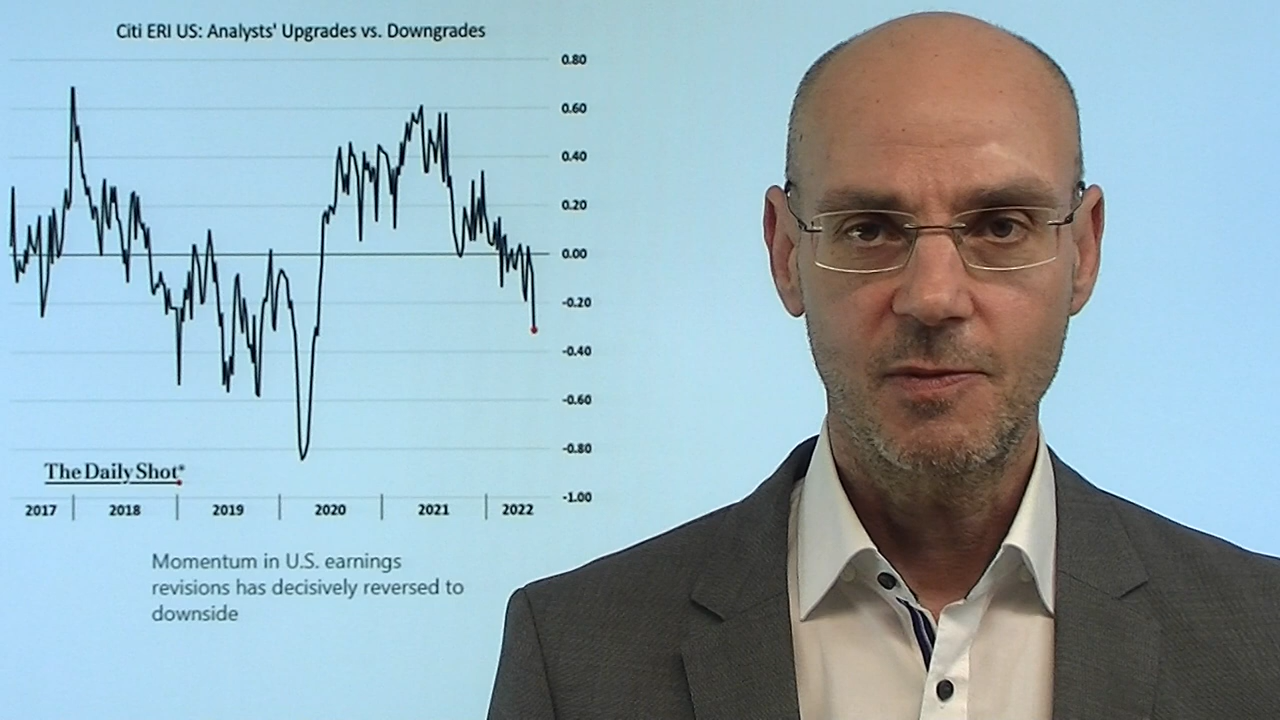 Citi ERI US: Analysts' Upgrades vs. Downgrades
0.80
0.60
0.40
0.20
0.00
-0.20
-0.40
-0.60
-0.80
The Daily Shot
-1.00
2017 2018 2019 2020 2021 2022
Momentum in U.S. earnings
revisions has decisively reversed to
downside